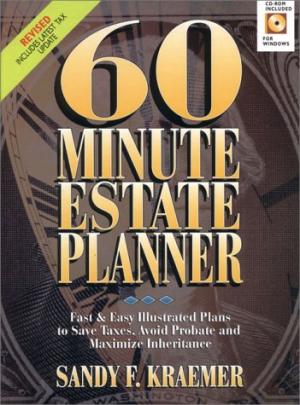 REVISED
INCLUDES LATEST TAX
UPDATE
CD-ROM
INCLUDED
FOR
WINDOWS
60
MINUTE
ESTATE
PLANNER
Fast & Easy Illustrated Plans
to Save Taxes, Avoid Probate and
Maximize Inheritance
SANDY F. KRAEMER
WASHINGTON